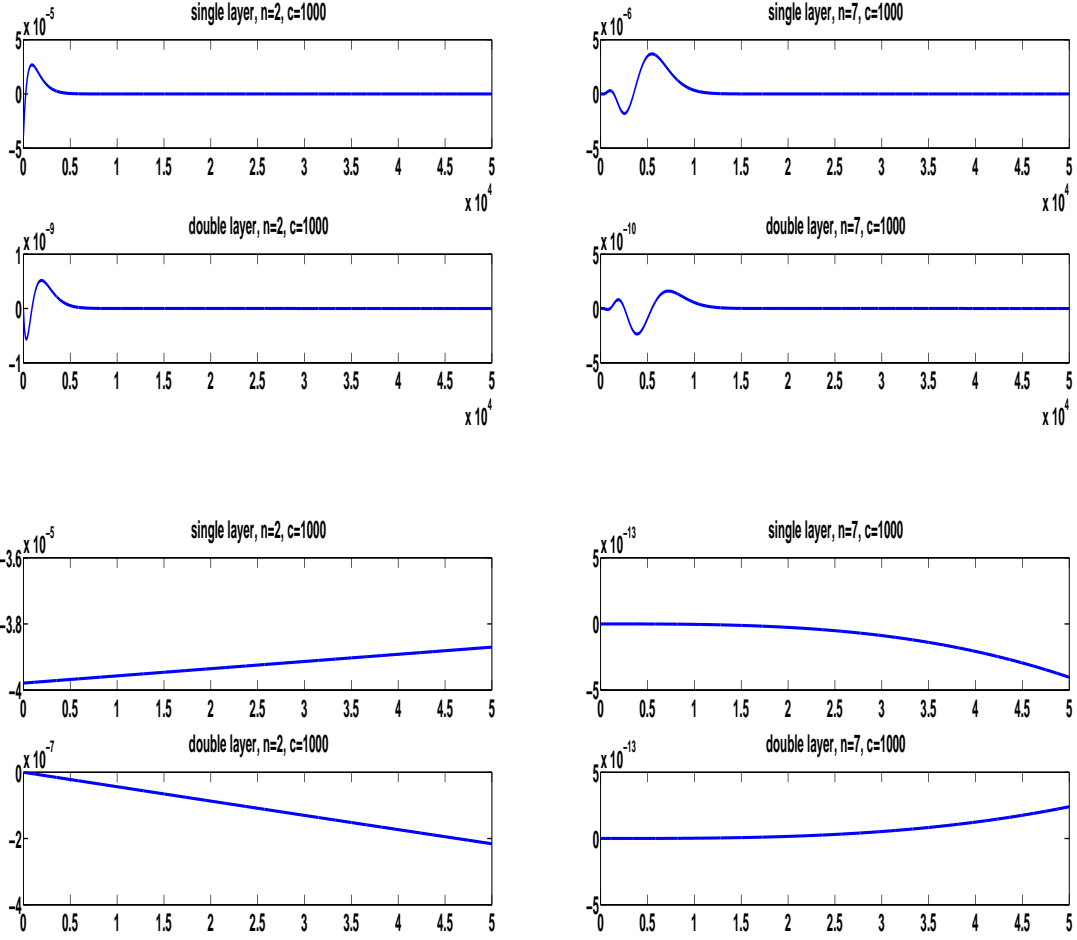 single layer, n=2, c=1000
x 10^-5
5
0
−5
0 0.5 1 1.5 2 2.5 3 3.5 4 4.5 5
x 10^4
single layer, n=7, c=1000
x 10^-6
5
0
−5
0 0.5 1 1.5 2 2.5 3 3.5 4 4.5 5
x 10^4
double layer, n=2, c=1000
x 10^-9
1
0
−1
0 0.5 1 1.5 2 2.5 3 3.5 4 4.5 5
x 10^4
double layer, n=7, c=1000
x 10^-10
5
0
−5
0 0.5 1 1.5 2 2.5 3 3.5 4 4.5 5
x 10^4
single layer, n=2, c=1000
x 10^-5
−3.6
−3.8
−4
0 0.5 1 1.5 2 2.5 3 3.5 4 4.5 5
single layer, n=7, c=1000
x 10^-13
5
0
−5
0 0.5 1 1.5 2 2.5 3 3.5 4 4.5 5
double layer, n=2, c=1000
x 10^-7
0
−2
−4
0 0.5 1 1.5 2 2.5 3 3.5 4 4.5 5
double layer, n=7, c=1000
x 10^-13
5
0
−5
0 0.5 1 1.5 2 2.5 3 3.5 4 4.5 5